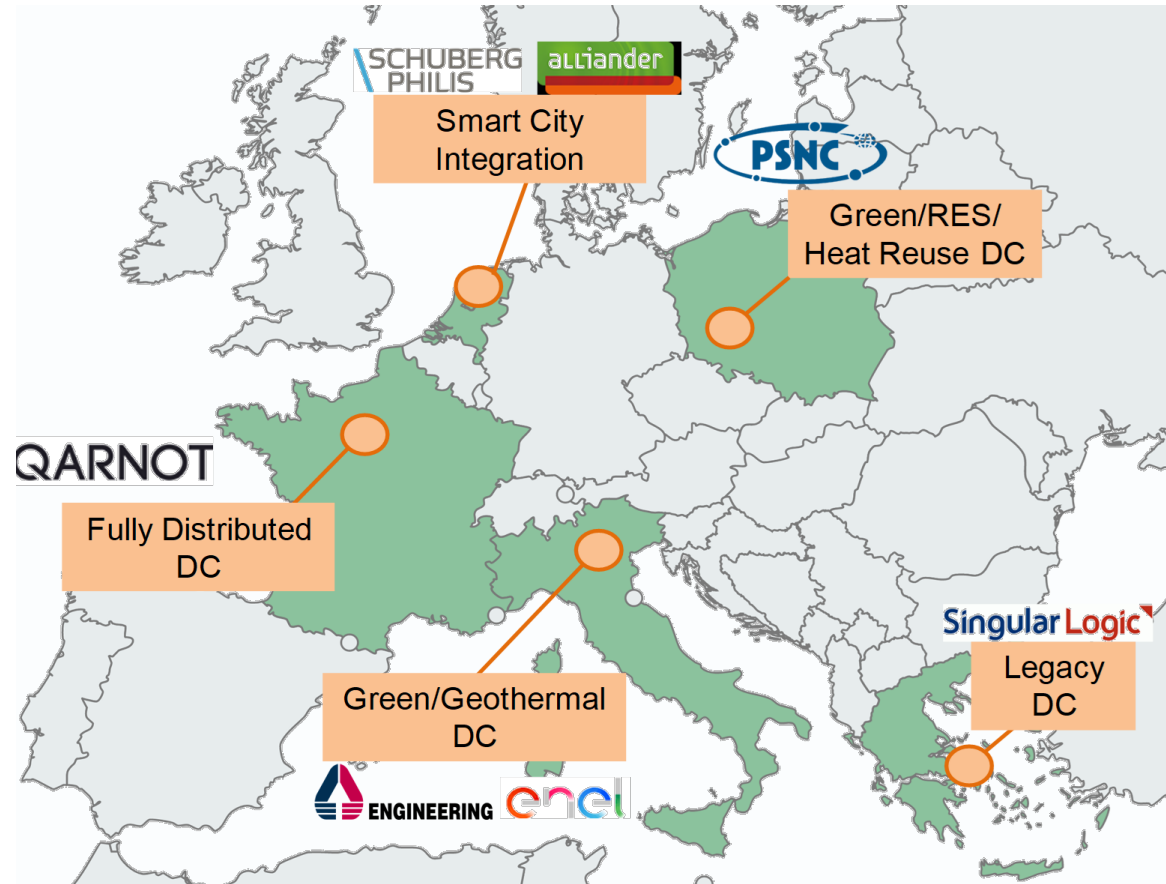 SCHUBERG
PHILIS
alliander
Smart City
Integration
PSNC
Green/RES/
Heat Reuse DC
QARNOT
Fully Distributed
DC
Green/Geothermal
DC
ENGINEERING
enel
Singular Logic
Legacy
DC